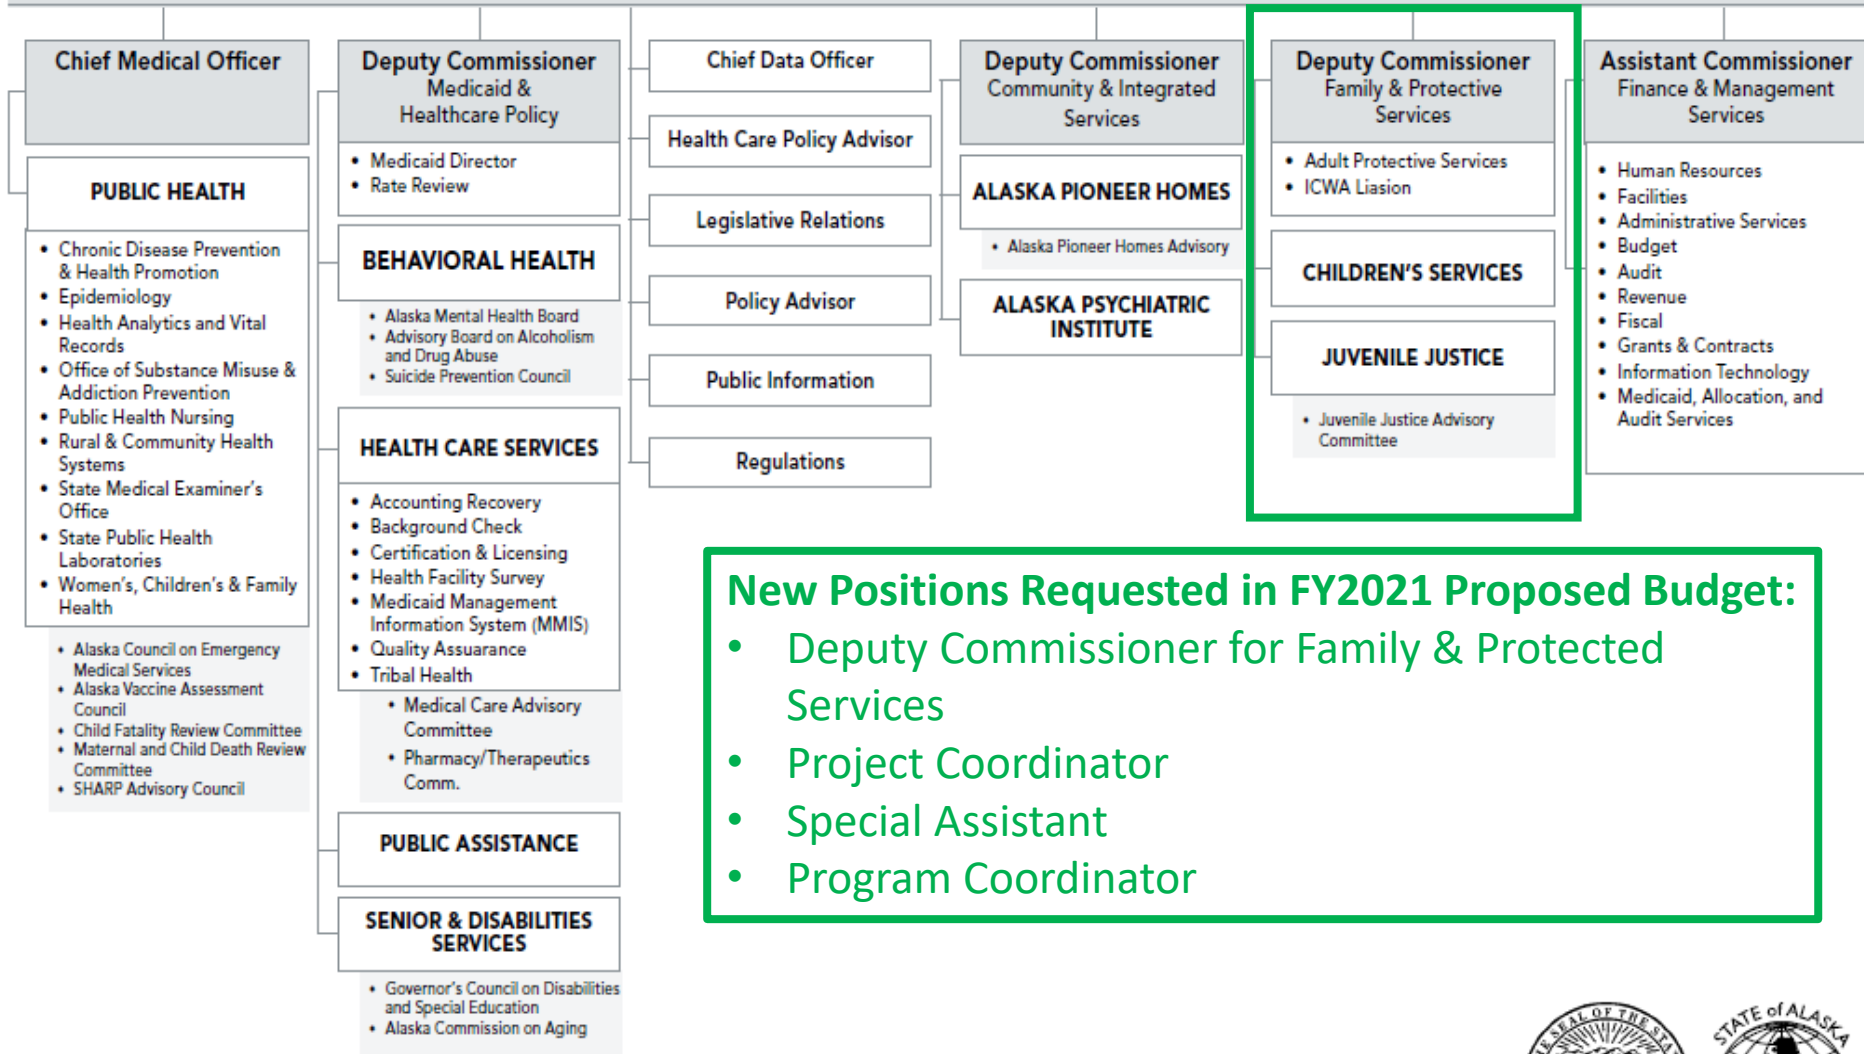 Chief Medical Officer
PUBLIC HEALTH
• Chronic Disease Prevention
& Health Promotion
• Epidemiology
• Health Analytics and Vital
Records
• Office of Substance Misuse &
Addiction Prevention
• Public Health Nursing
• Rural & Community Health
Systems
• State Medical Examiner's
Office
• State Public Health
Laboratories
• Women's, Children's & Family
Health
• Alaska Council on Emergency
Medical Services
• Alaska Vaccine Assessment
Council
• Child Fatality Review Committee
• Maternal and Child Death Review
Committee
• SHARP Advisory Council
Deputy Commissioner
Medicaid &
Healthcare Policy
• Medicaid Director
• Rate Review
BEHAVIORAL HEALTH
• Alaska Mental Health Board
• Advisory Board on Alcoholism
and Drug Abuse
• Suicide Prevention Council
HEALTH CARE SERVICES
• Accounting Recovery
• Background Check
• Certification & Licensing
• Health Facility Survey
• Medicaid Management
Information System (MMIS)
• Quality Assuarance
• Tribal Health
• Medical Care Advisory
Committee
• Pharmacy/Therapeutics
Comm.
PUBLIC ASSISTANCE
SENIOR & DISABILITIES
SERVICES
• Governor's Council on Disabilities
and Special Education
• Alaska Commission on Aging
Chief Data Officer
Health Care Policy Advisor
Legislative Relations
Policy Advisor
Public Information
Regulations
Deputy Commissioner
Community & Integrated
Services
ALASKA PIONEER HOMES
• Alaska Pioneer Homes Advisory
ALASKA PSYCHIATRIC
INSTITUTE
Deputy Commissioner
Family & Protective
Services
• Adult Protective Services
• ICWA Liasion
CHILDREN'S SERVICES
JUVENILE JUSTICE
• Juvenile Justice Advisory
Committee
Assistant Commissioner
Finance & Management
Services
• Human Resources
• Facilities
• Administrative Services
• Budget
• Audit
• Revenue
• Fiscal
• Grants & Contracts
• Information Technology
• Medicaid, Allocation, and
Audit Services
New Positions Requested in FY2021 Proposed Budget:
• Deputy Commissioner for Family & Protected
Services
• Project Coordinator
• Special Assistant
• Program Coordinator
SEAL OF THE
STATE of ALASKA